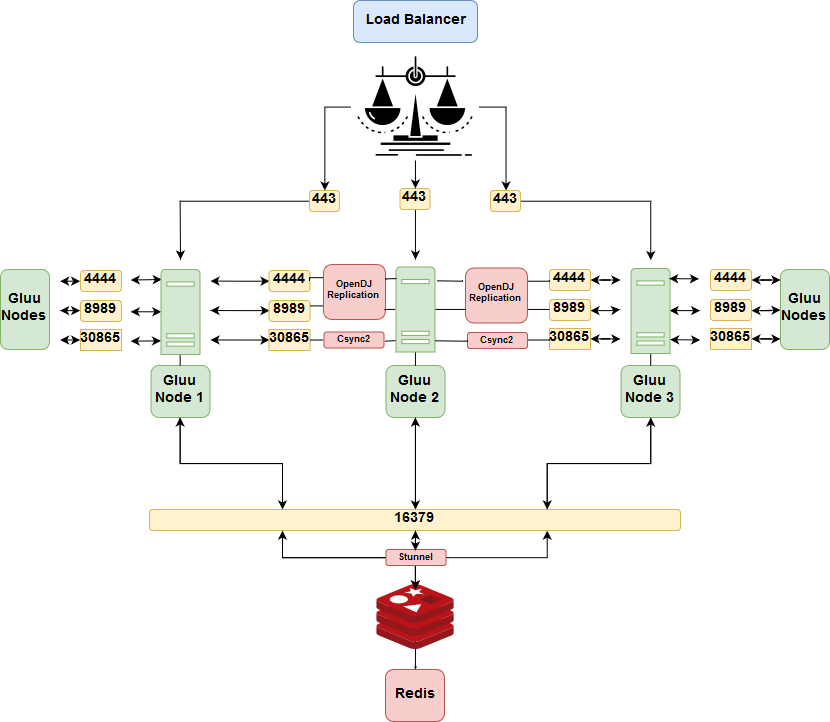 Load Balancer
443
443
443
4444
4444
OpenDJ
Replication
OpenDJ
Replication
4444
4444
Gluu
Nodes
8989
8989
8989
8989
Gluu
Nodes
30865
30865
Csync2
Csync2
30865
30865
Gluu
Node 1
Gluu
Node 2
Gluu
Node 3
16379
Stunnel
Redis